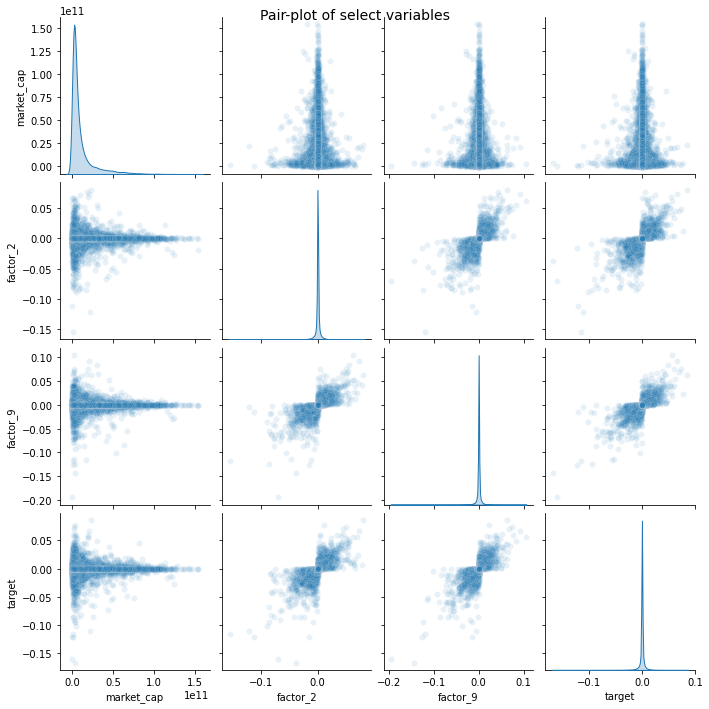 Pair-plot of select variables
1e11
market_cap
1.50
1.25
1.00
0.75
0.50
0.25
0.00
factor_2
0.05
0.00
−0.05
−0.10
−0.15
factor_9
0.10
0.05
0.00
−0.05
−0.10
−0.15
−0.20
target
0.05
0.00
−0.05
−0.10
−0.15
0.0 0.5 1.0 1.5 −0.1 0.0 −0.2 −0.1 0.0 0.1 −0.1 0.0 0.1
1e11
market_cap factor_2 factor_9 target